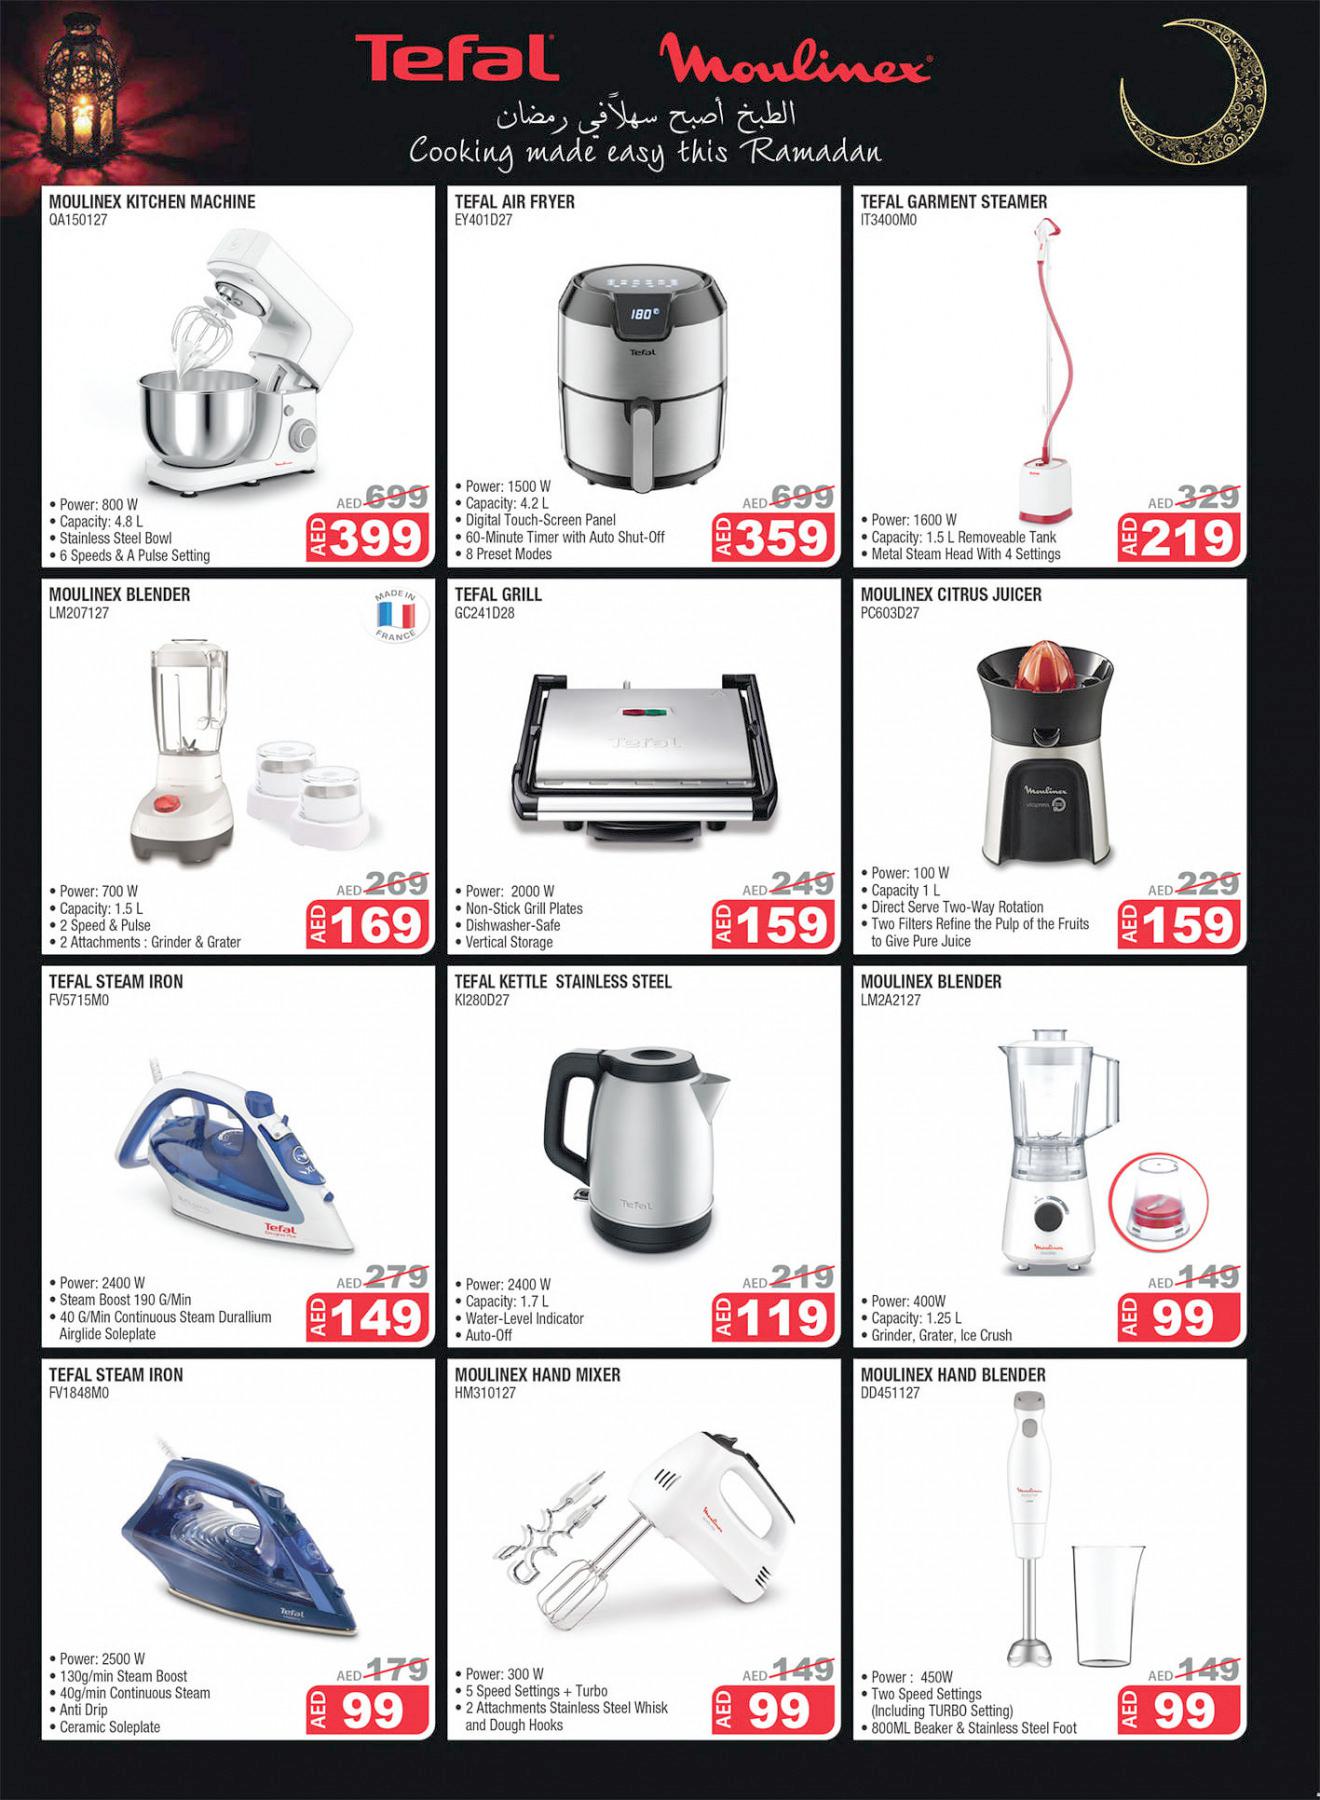 Tefal Moulinex
الطبخ أصبح سهلاً في رمضان
Cooking made easy this Ramadan
MOULINEX KITCHEN MACHINE
QA150127
• Power: 800 W
• Capacity: 4.8 L
• Stainless Steel Bowl
• 6 Speeds & A Pulse Setting
AED 699
AED 399
TEFAL AIR FRYER
EY401D27
180
Tefal
• Power: 1500 W
• Capacity: 4.2 L
• Digital Touch-Screen Panel
• 60-Minute Timer with Auto Shut-Off
• 8 Preset Modes
AED 699
AED 359
TEFAL GARMENT STEAMER
IT3400M0
• Power: 1600 W
• Capacity: 1.5 L Removeable Tank
• Metal Steam Head With 4 Settings
AED 329
AED 219
MOULINEX BLENDER
LM207127
MADE IN
FRANCE
• Power: 700 W
• Capacity: 1.5 L
• 2 Speed & Pulse
• 2 Attachments : Grinder & Grater
AED 269
AED 169
TEFAL GRILL
GC241D28
Tefal
• Power: 2000 W
• Non-Stick Grill Plates
• Dishwasher-Safe
• Vertical Storage
AED 249
AED 159
MOULINEX CITRUS JUICER
PC603D27
Moulinex
• Power: 100 W
• Capacity 1 L
• Direct Serve Two-Way Rotation
• Two Filters Refine the Pulp of the Fruits
to Give Pure Juice
AED 229
AED 159
TEFAL STEAM IRON
FV5715M0
Tefal
• Power: 2400 W
• Steam Boost 190 G/Min
• 40 G/Min Continuous Steam Durallium
Airglide Soleplate
AED 279
AED 149
TEFAL KETTLE STAINLESS STEEL
KI280D27
Tefal
• Power: 2400 W
• Capacity: 1.7 L
• Water-Level Indicator
• Auto-Off
AED 219
AED 119
MOULINEX BLENDER
LM2A2127
Moulinex
• Power: 400W
• Capacity: 1.25 L
• Grinder, Grater, Ice Crush
AED 149
AED 99
TEFAL STEAM IRON
FV1848M0
Tefal
• Power: 2500 W
• 130g/min Steam Boost
• 40g/min Continuous Steam
• Anti Drip
• Ceramic Soleplate
AED 179
AED 99
MOULINEX HAND MIXER
HM310127
Moulinex
• Power: 300 W
• 5 Speed Settings + Turbo
• 2 Attachments Stainless Steel Whisk
and Dough Hooks
AED 149
AED 99
MOULINEX HAND BLENDER
DD451127
Moulinex
• Power : 450W
• Two Speed Settings
(Including TURBO Setting)
• 800ML Beaker & Stainless Steel Foot
AED 149
AED 99